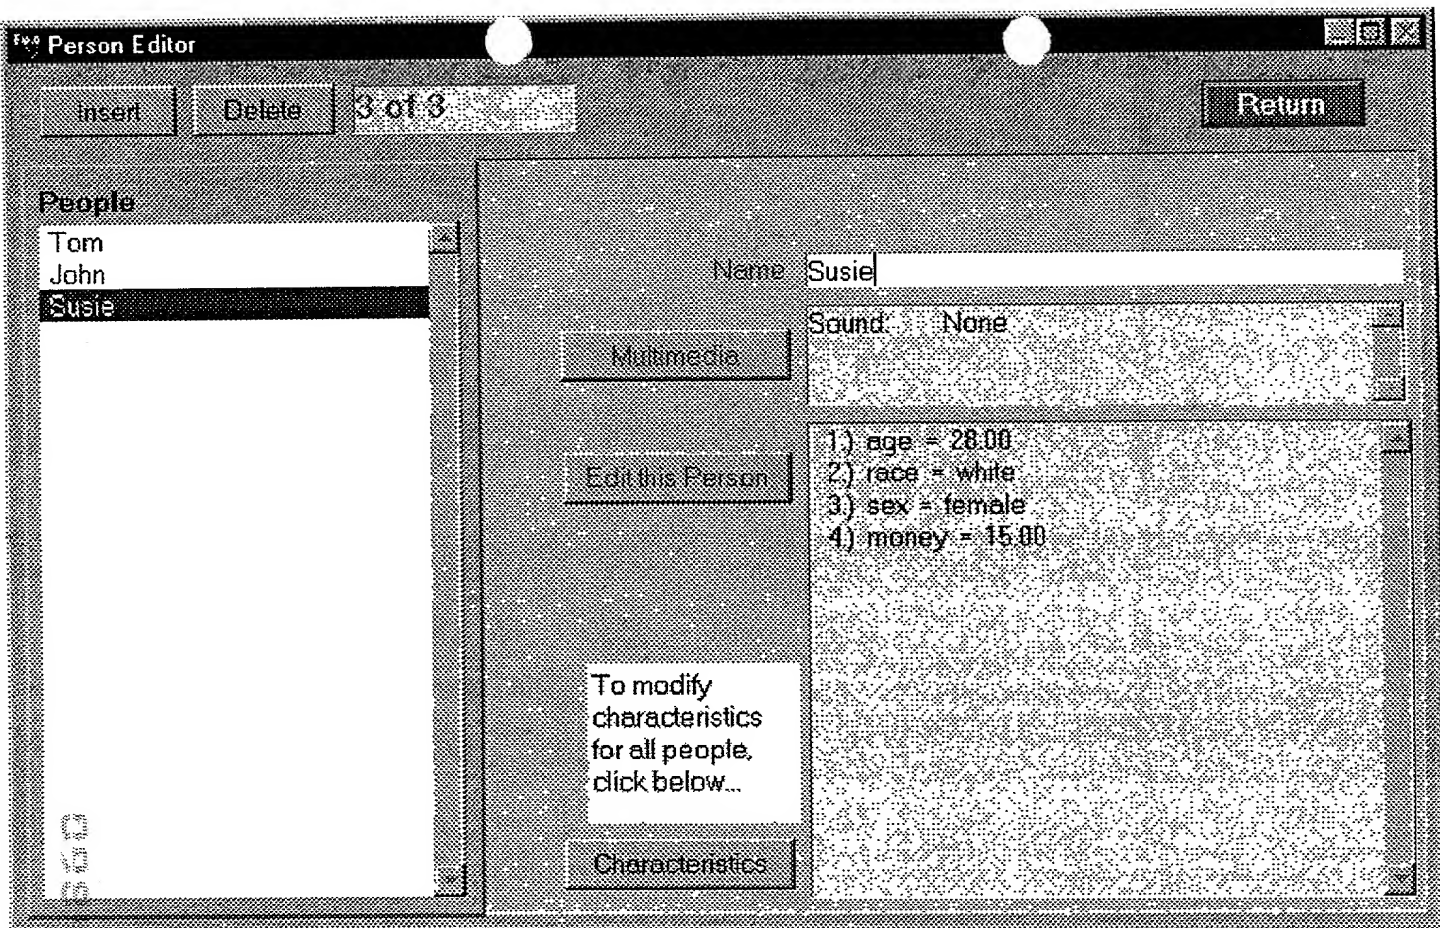 Person Editor
Insert Delete 3 of 3 Return
People
Tom
John
Susie
Name Susie
Multimedia
Sound: None
Edit this Person
1.) age = 28.00
2.) race = white
3.) sex = female
4.) money = 15.00
To modify
characteristics
for all people,
click below...
Characteristics